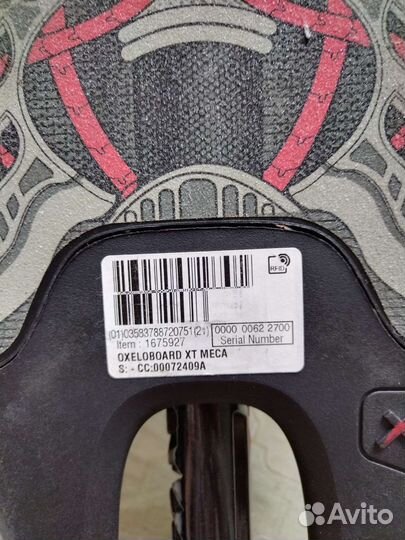 RFID
(01)03583788720751(21)
0000 0062 2700
Item : 1675927
Serial Number
OXELOBOARD XT MECA
S: - CC:00072409A
Avito